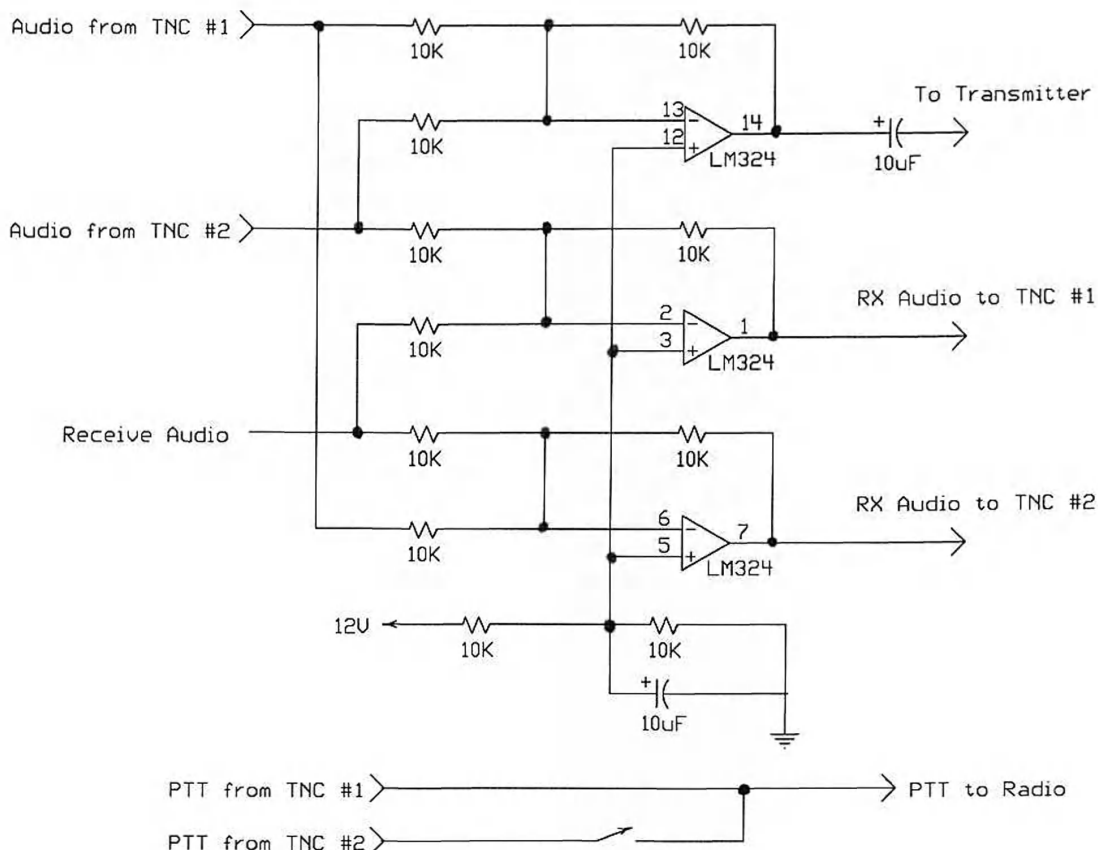 Audio from TNC #1
10K
10K
10K
13
-
14
To Transmitter
12
+
LM324
+
10uF
Audio from TNC #2
10K
10K
10K
2
-
1
RX Audio to TNC #1
3
+
LM324
Receive Audio
10K
10K
10K
6
-
7
RX Audio to TNC #2
5
+
LM324
12V
10K
10K
+
10uF
PTT from TNC #1
PTT to Radio
PTT from TNC #2